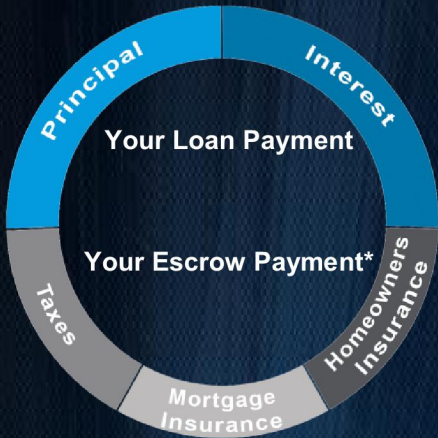 Principal
Interest
Your Loan Payment
Your Escrow Payment*
Taxes
Homeowners
Insurance
Mortgage
Insurance